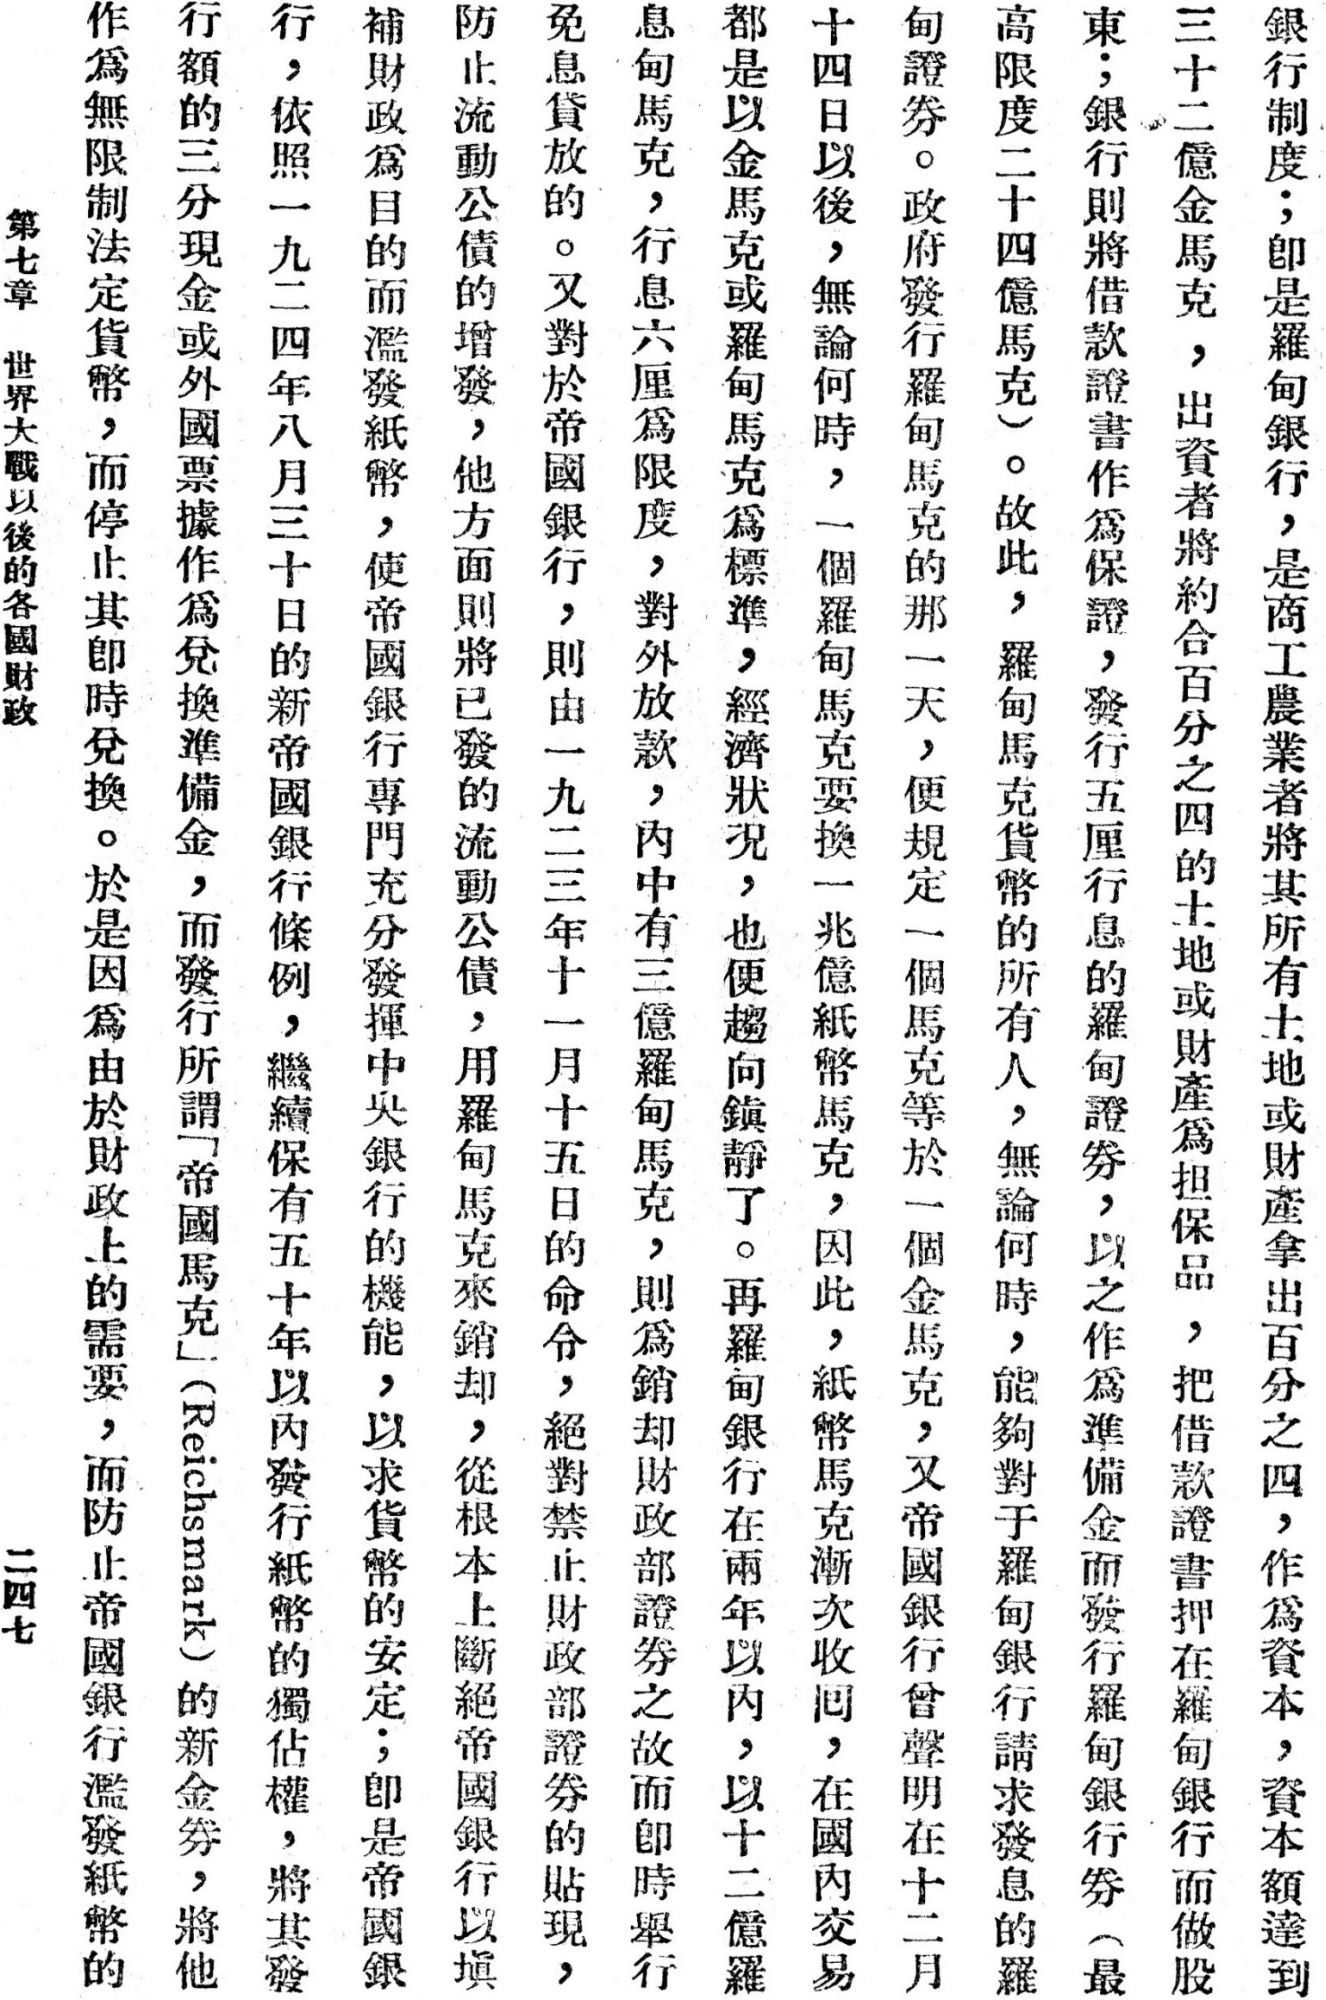 銀行制度；卽是羅甸銀行，是商工農業者將其所有土地或財產拿出百分之四，作爲資本，資本額達到
三十二億金馬克，出資者將約合百分之四的土地或財產爲担保品，把借款證書押在羅甸銀行而做股
東；銀行則將借款證書作爲保證，發行五厘行息的羅甸證券，以之作爲準備金而發行羅甸銀行券（最
高限度二十四億馬克）。故此，羅甸馬克貨幣的所有人，無論何時，能夠對于羅甸銀行請求發息的羅
甸證券。政府發行羅甸馬克的那一天，便規定一個馬克等於一個金馬克，又帝國銀行曾聲明在十二月
十四日以後，無論何時，一個羅甸馬克要換一兆億紙幣馬克，因此，紙幣馬克漸次收囘，在國內交易
都是以金馬克或羅甸馬克爲標準，經濟狀況，也便趨向鎮靜了。再羅甸銀行在兩年以內，以十二億羅
息甸馬克，行息六厘爲限度，對外放款，內中有三億羅甸馬克，則爲銷却財政部證券之故而卽時舉行
免息貸放的。又對於帝國銀行，則由一九二三年十一月十五日的命令，絕對禁止財政部證券的貼現，
防止流動公債的增發，他方面則將已發的流動公債，用羅甸馬克來銷却，從根本上斷絕帝國銀行以塡
補財政爲目的而濫發紙幣，使帝國銀行專門充分發揮中央銀行的機能，以求貨幣的安定；卽是帝國銀
行，依照一九二四年八月三十日的新帝國銀行條例，繼續保有五十年以內發行紙幣的獨佔權，將其發
行額的三分現金或外國票據作爲兌換準備金，而發行所謂「帝國馬克」（Reichsmark）的新金券，將他
作爲無限制法定貨幣，而停止其卽時兌換。於是因爲由於財政上的需要，而防止帝國銀行濫發紙幣的
第七章　世界大戰以後的各國財政　二四七